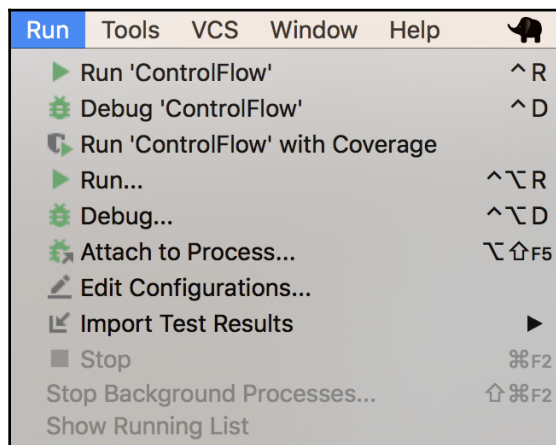 Run Tools VCS Window Help
Run 'ControlFlow' ^ R
Debug 'ControlFlow' ^ D
Run 'ControlFlow' with Coverage
Run... ^⌥ R
Debug... ^⌥ D
Attach to Process... ⌥⇧F5
Edit Configurations...
Import Test Results ▶
Stop ⌘F2
Stop Background Processes... ⇧⌘F2
Show Running List